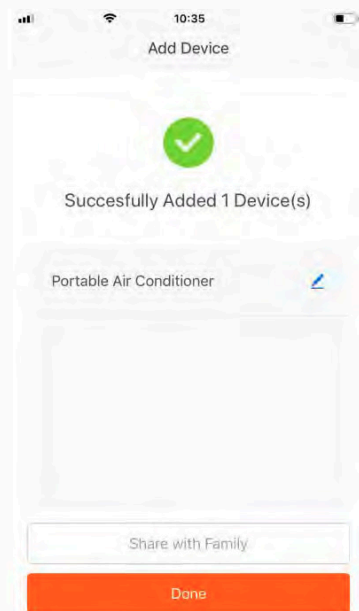 10:35
Add Device
Succesfully Added 1 Device(s)
Portable Air Conditioner
Share with Family
Done